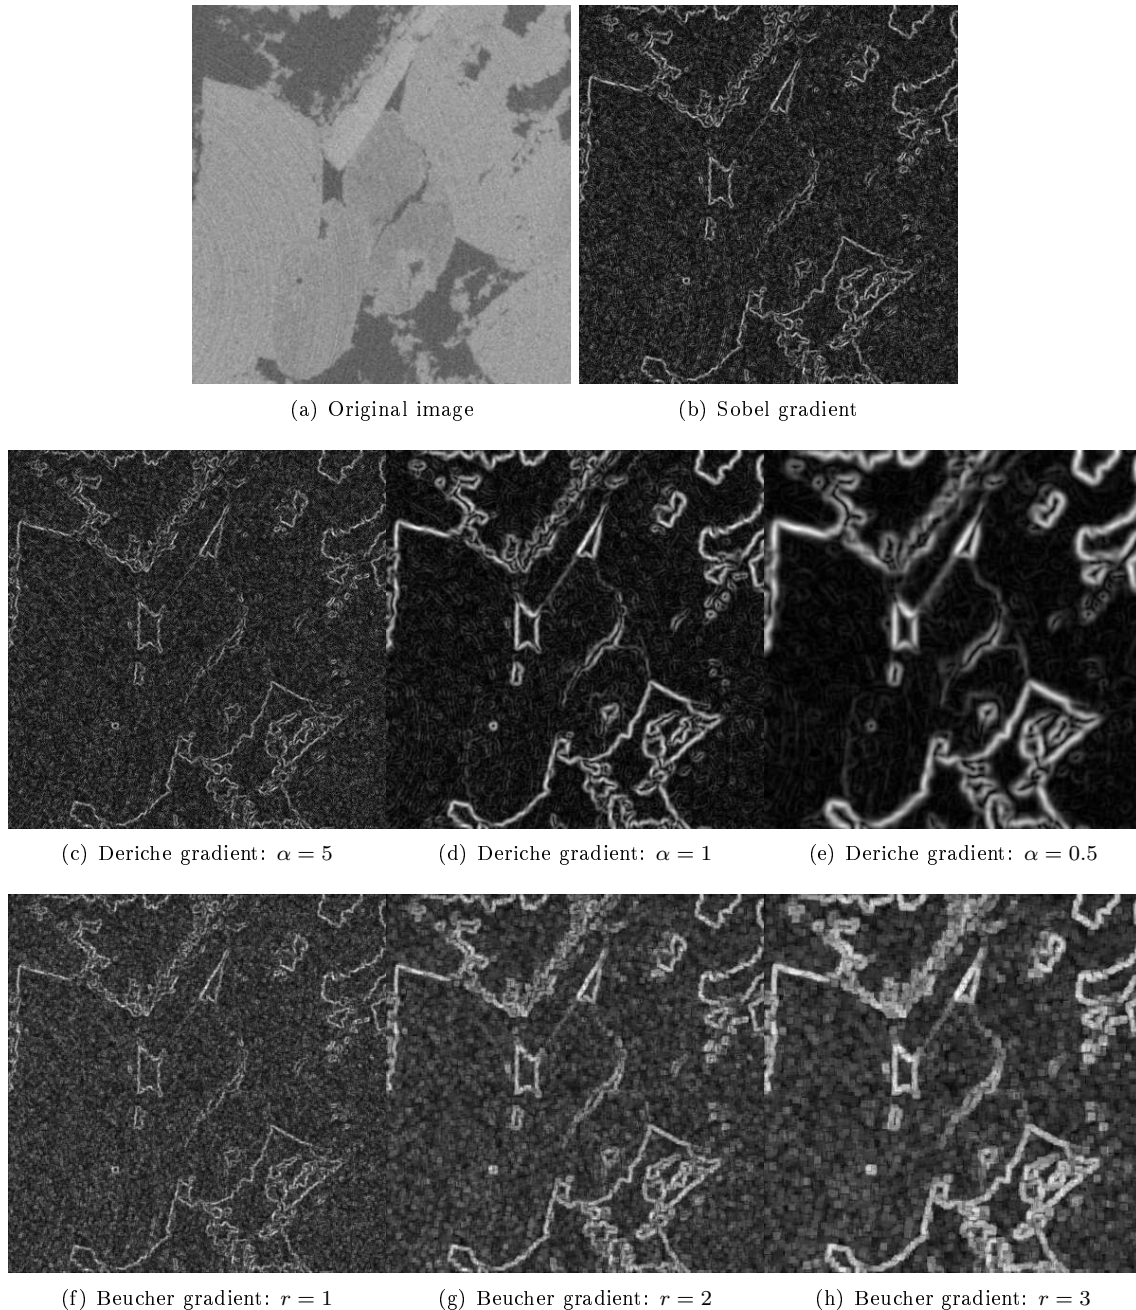 (a) Original image
(b) Sobel gradient
(c) Deriche gradient: α = 5
(d) Deriche gradient: α = 1
(e) Deriche gradient: α = 0.5
(f) Beucher gradient: r = 1
(g) Beucher gradient: r = 2
(h) Beucher gradient: r = 3